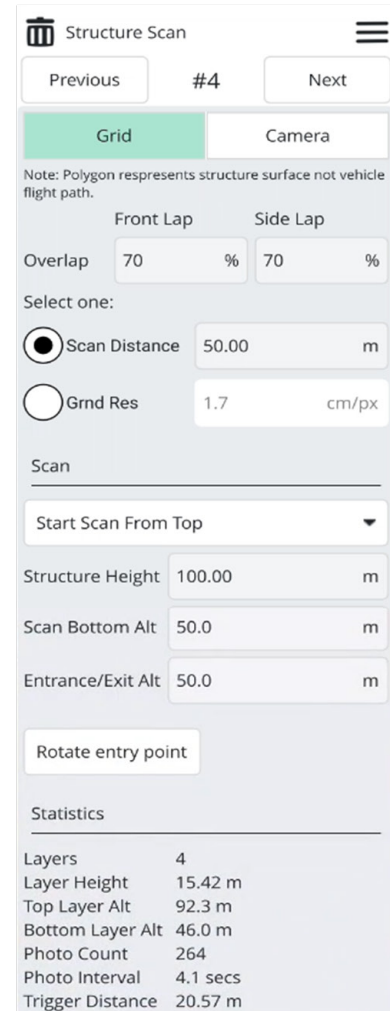 Structure Scan
Previous #4 Next
Grid Camera
Note: Polygon respresents structure surface not vehicle
flight path.
Front Lap Side Lap
Overlap 70 % 70 %
Select one:
Scan Distance 50.00 m
Grnd Res 1.7 cm/px
Scan
Start Scan From Top
Structure Height 100.00 m
Scan Bottom Alt 50.0 m
Entrance/Exit Alt 50.0 m
Rotate entry point
Statistics
Layers 4
Layer Height 15.42 m
Top Layer Alt 92.3 m
Bottom Layer Alt 46.0 m
Photo Count 264
Photo Interval 4.1 secs
Trigger Distance 20.57 m